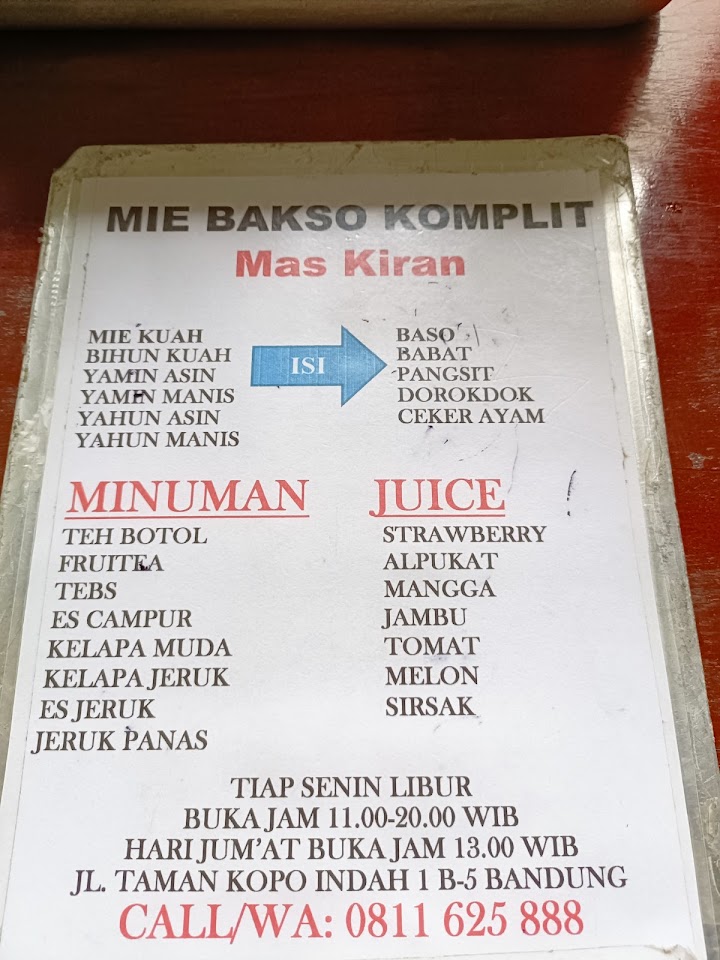 MIE BAKSO KOMPLIT
Mas Kiran
MIE KUAH
BIHUN KUAH
YAMIN ASIN
YAMIN MANIS
YAHUN ASIN
YAHUN MANIS
ISI
BASO
BABAT
PANGSIT
DOROKDOK
CEKER AYAM
MINUMAN
TEH BOTOL
FRUITEA
TEBS
ES CAMPUR
KELAPA MUDA
KELAPA JERUK
ES JERUK
JERUK PANAS
JUICE
STRAWBERRY
ALPUKAT
MANGGA
JAMBU
TOMAT
MELON
SIRSAK
TIAP SENIN LIBUR
BUKA JAM 11.00-20.00 WIB
HARI JUM'AT BUKA JAM 13.00 WIB
JL. TAMAN KOPO INDAH 1 B-5 BANDUNG
CALL/WA: 0811 625 888